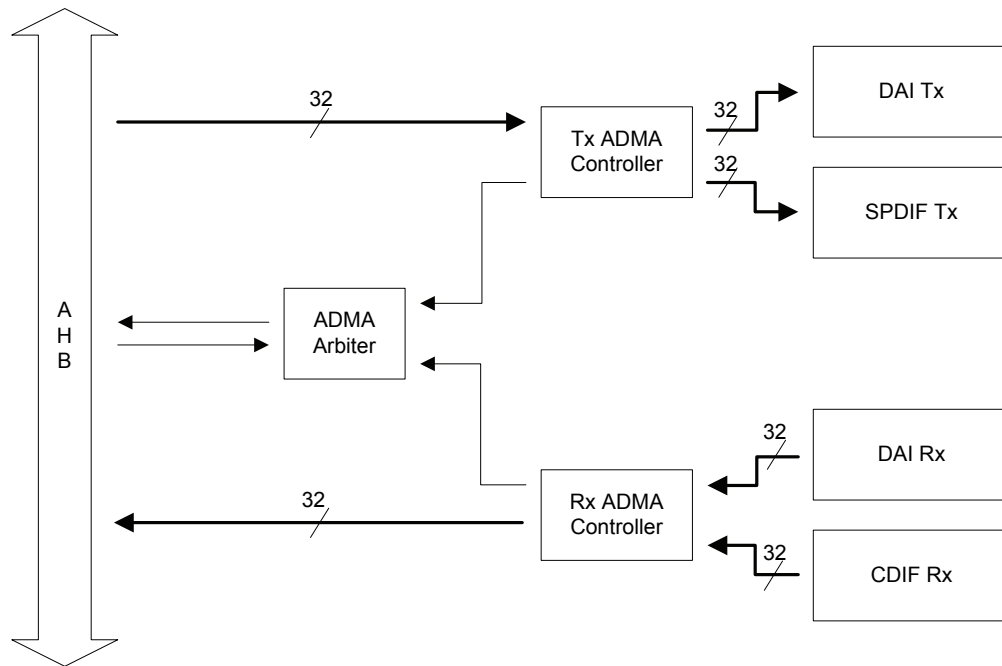 32
DAI Tx
Tx ADMA
Controller
32
32
SPDIF Tx
A
H
B
ADMA
Arbiter
32
DAI Rx
32
Rx ADMA
Controller
32
CDIF Rx